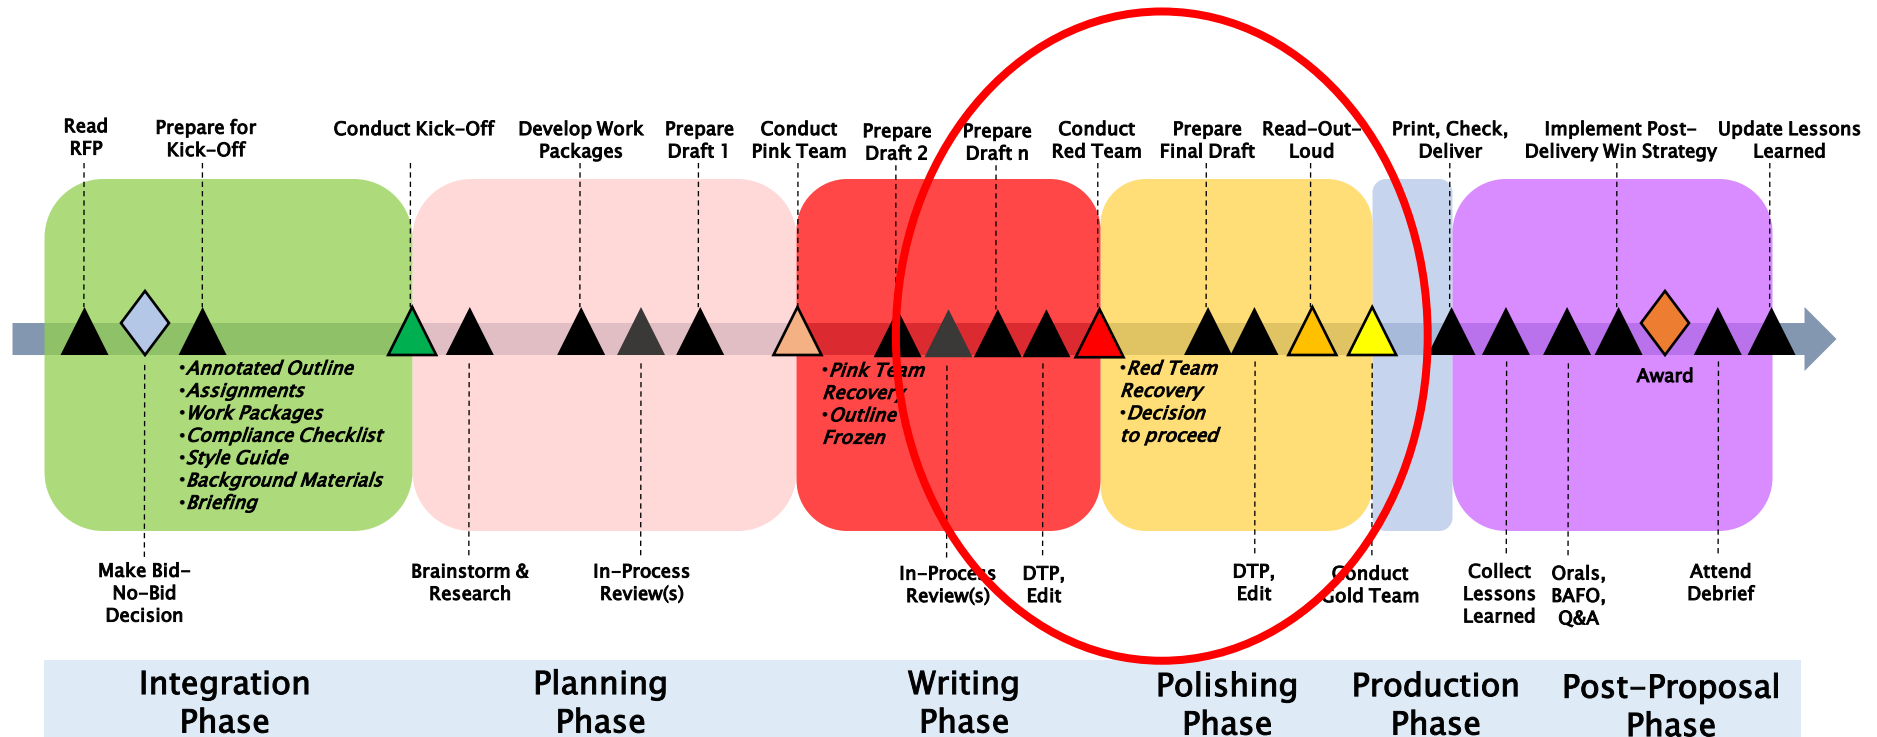 Read
RFP
Prepare for
Kick-Off
Conduct Kick-Off
Develop Work
Packages
Prepare
Draft 1
Conduct
Pink Team
Prepare
Draft 2
Prepare
Draft n
Conduct
Red Team
Prepare
Final Draft
Read-Out-
Loud
Print, Check,
Deliver
Implement Post-
Delivery Win Strategy
Update Lessons
Learned
•Annotated Outline
•Assignments
•Work Packages
•Compliance Checklist
•Style Guide
•Background Materials
•Briefing
•Pink Team
Recovery
•Outline
Frozen
•Red Team
Recovery
•Decision
to proceed
Award
Make Bid-
No-Bid
Decision
Brainstorm &
Research
In-Process
Review(s)
In-Process
Review(s)
DTP,
Edit
DTP,
Edit
Conduct
Gold Team
Collect
Lessons
Learned
Orals,
BAFO,
Q&A
Attend
Debrief
Integration
Phase
Planning
Phase
Writing
Phase
Polishing
Phase
Production
Phase
Post-Proposal
Phase